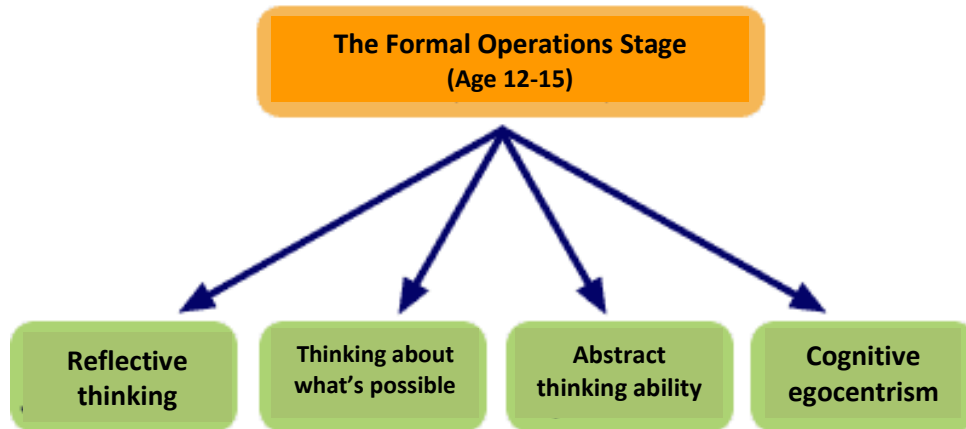 The Formal Operations Stage
(Age 12-15)
Reflective
thinking
Thinking about
what’s possible
Abstract
thinking ability
Cognitive
egocentrism